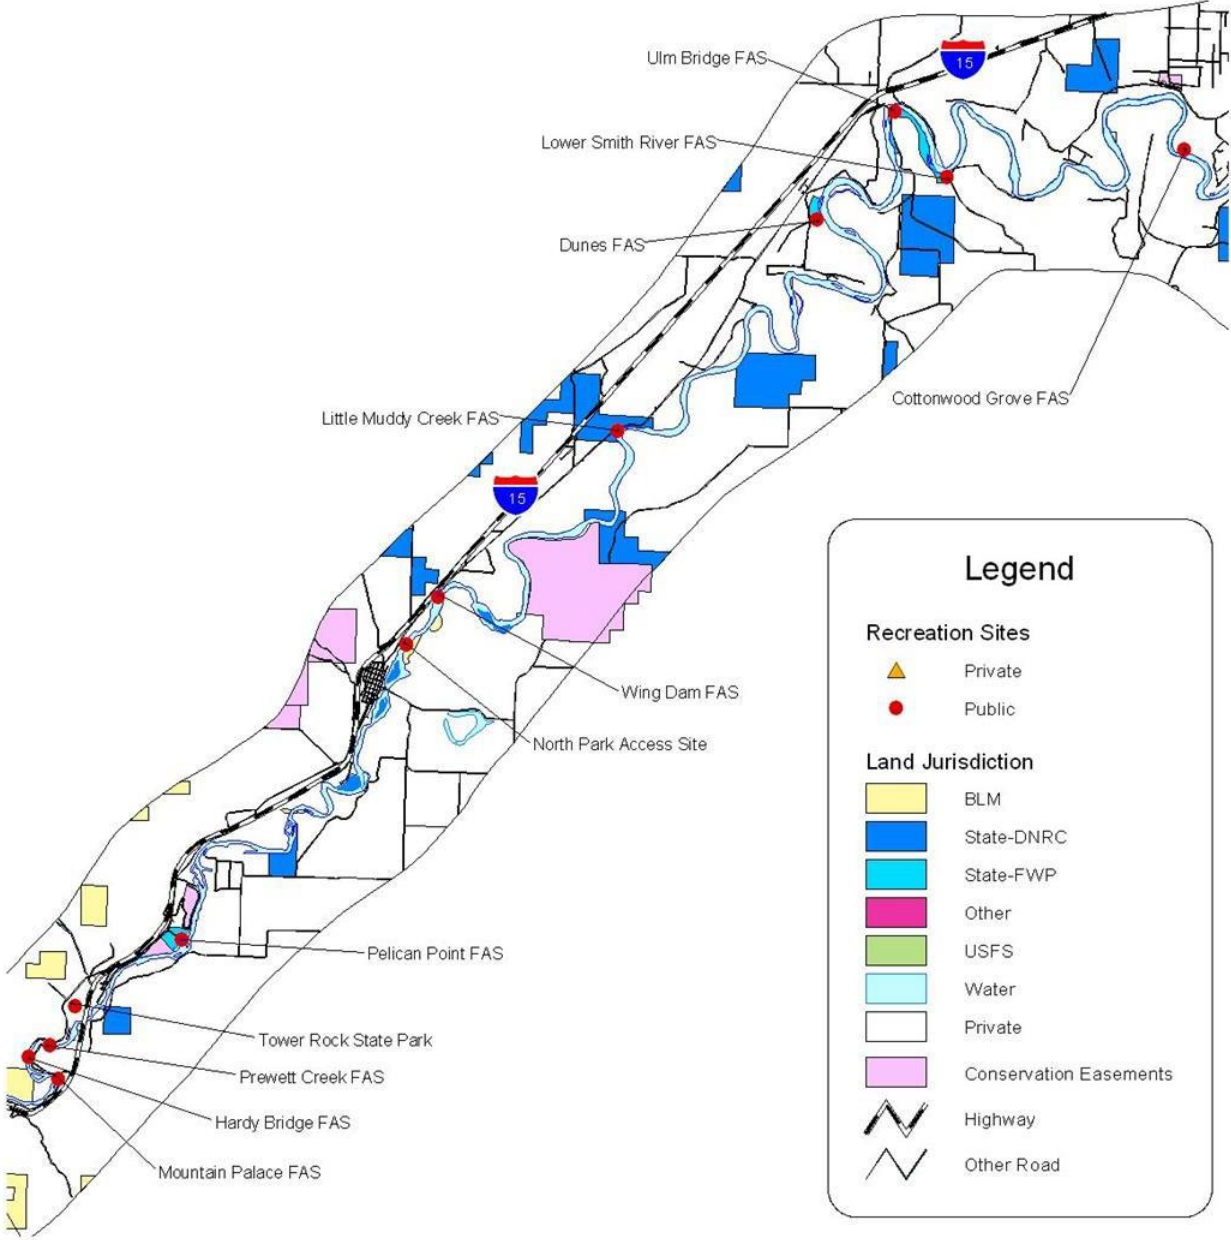 Ulm Bridge FAS
15
Lower Smith River FAS
Dunes FAS
Cottonwood Grove FAS
Little Muddy Creek FAS
15
Wing Dam FAS
North Park Access Site
Pelican Point FAS
Tower Rock State Park
Prewett Creek FAS
Hardy Bridge FAS
Mountain Palace FAS
Legend
Recreation Sites
Private
Public
Land Jurisdiction
BLM
State-DNRC
State-FWP
Other
USFS
Water
Private
Conservation Easements
Highway
Other Road